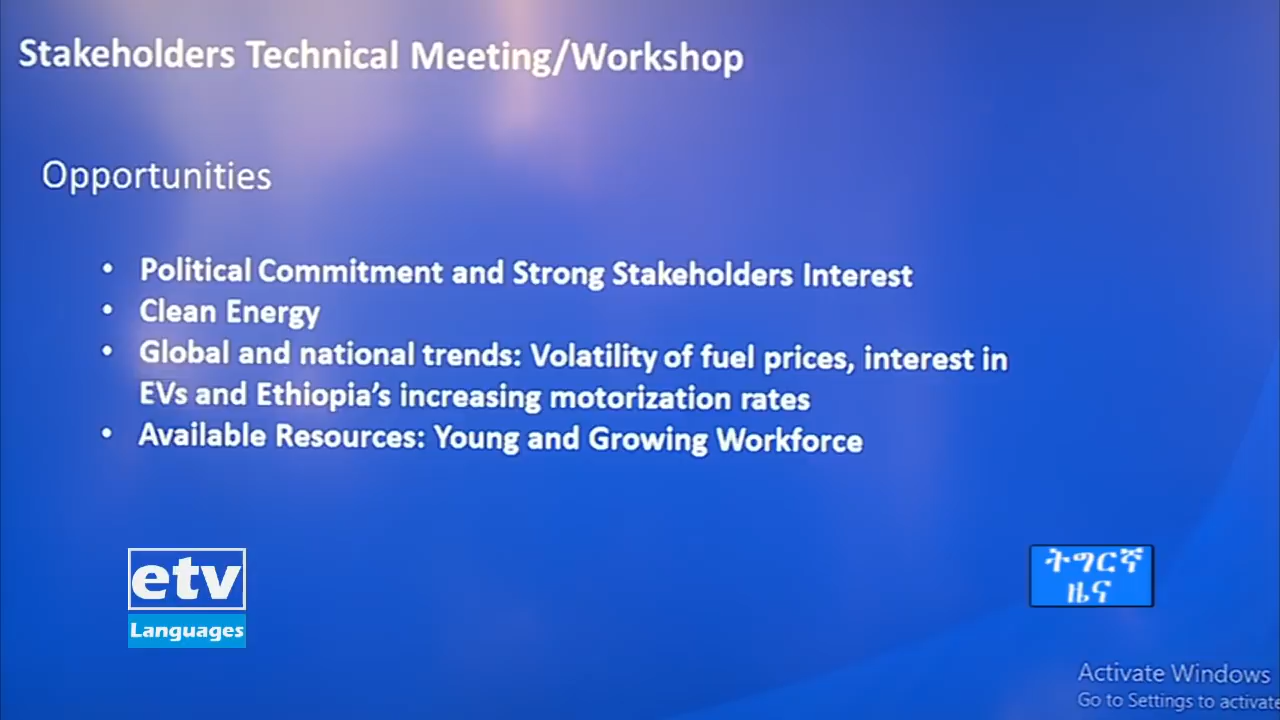 Stakeholders Technical Meeting/Workshop
Opportunities
• Political Commitment and Strong Stakeholders Interest
• Clean Energy
• Global and national trends: Volatility of fuel prices, interest in
EVs and Ethiopia's increasing motorization rates
• Available Resources: Young and Growing Workforce
etv
Languages
ትግርኛ
ዜና
Activate Windows
Go to Settings to activate